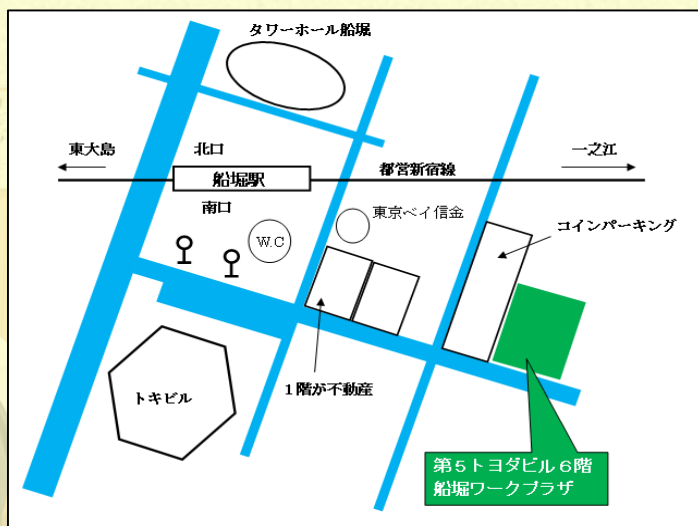 タワーホール船堀
東大島
北口
一之江
都営新宿線
船堀駅
南口
東京ベイ信金
コインパーキング
W.C
１階が不動産
トキビル
第５トヨダビル６階
船堀ワークプラザ